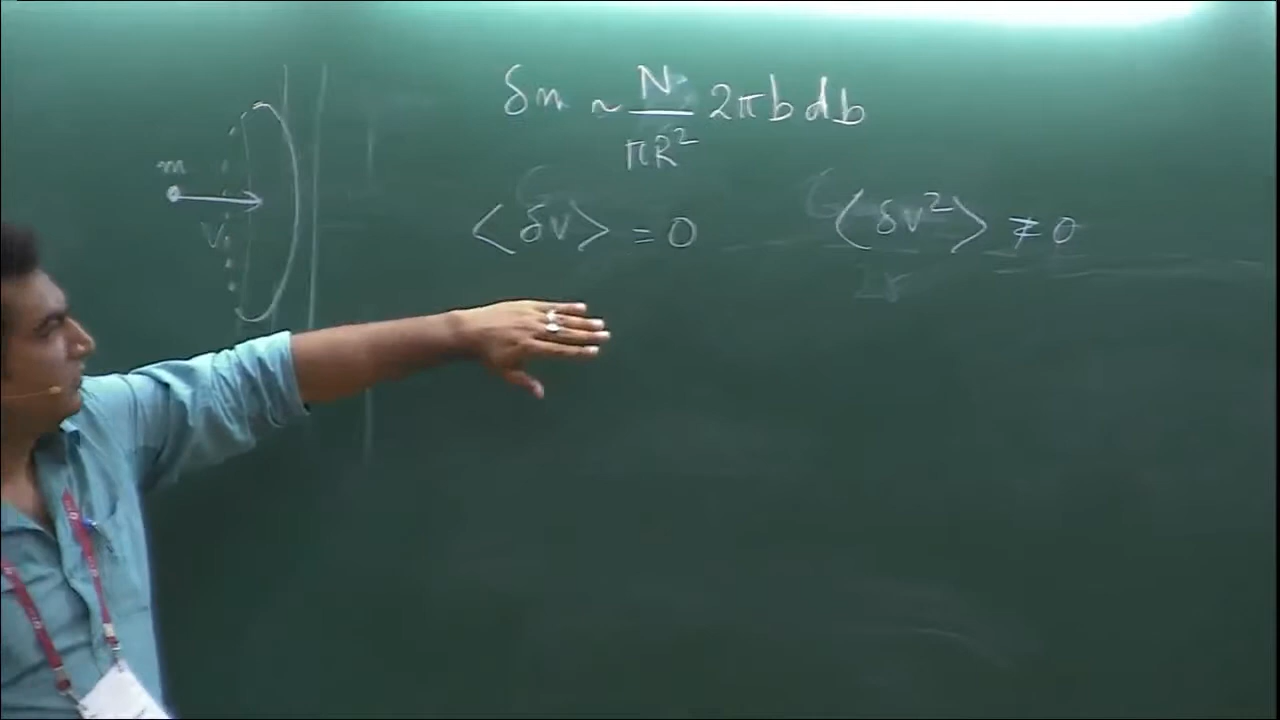 δn ~ N/πR² 2πb db
m
V
<δv> = 0    <δv²> ≠ 0